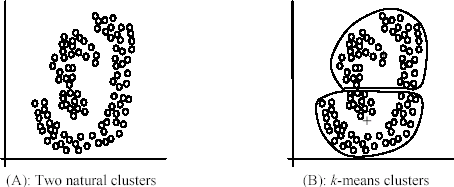 (A): Two natural clusters
(B): k-means clusters